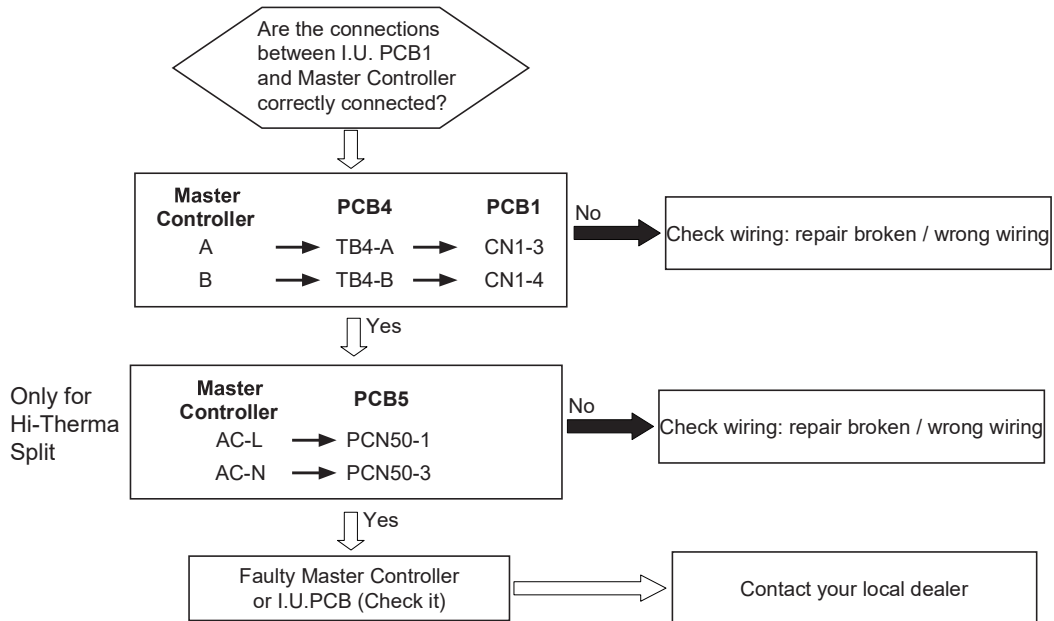 Are the connections
between I.U. PCB1
and Master Controller
correctly connected?
Master
Controller
PCB4
PCB1
A
TB4-A
CN1-3
B
TB4-B
CN1-4
No
Check wiring: repair broken / wrong wiring
Yes
Only for
Hi-Therma
Split
Master
Controller
PCB5
AC-L
PCN50-1
AC-N
PCN50-3
No
Check wiring: repair broken / wrong wiring
Yes
Faulty Master Controller
or I.U.PCB (Check it)
Contact your local dealer